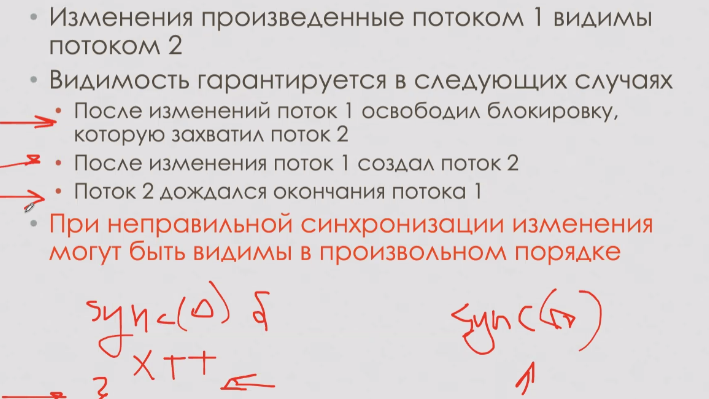 Изменения произведенные потоком 1 видимы
потоком 2
Видимость гарантируется в следующих случаях
После изменений поток 1 освободил блокировку,
которую захватил поток 2
После изменения поток 1 создал поток 2
Поток 2 дождался окончания потока 1
При неправильной синхронизации изменения
могут быть видимы в произвольном порядке
sync( ) {
x++
}
sync( )